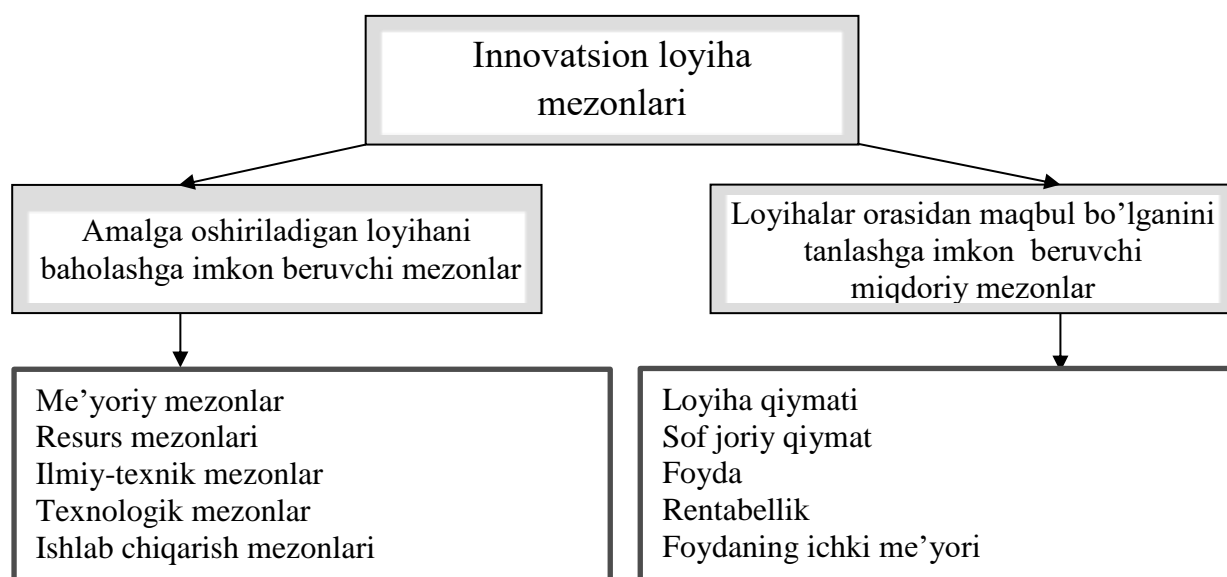 Innovatsion loyiha
mezonlari
Amalga oshiriladigan loyihani
baholashga imkon beruvchi mezonlar
Loyihalar orasidan maqbul bo’lganini
tanlashga imkon beruvchi
miqdoriy mezonlar
Me’yoriy mezonlar
Resurs mezonlari
Ilmiy-texnik mezonlar
Texnologik mezonlar
Ishlab chiqarish mezonlari
Loyiha qiymati
Sof joriy qiymat
Foyda
Rentabellik
Foydaning ichki me’yori